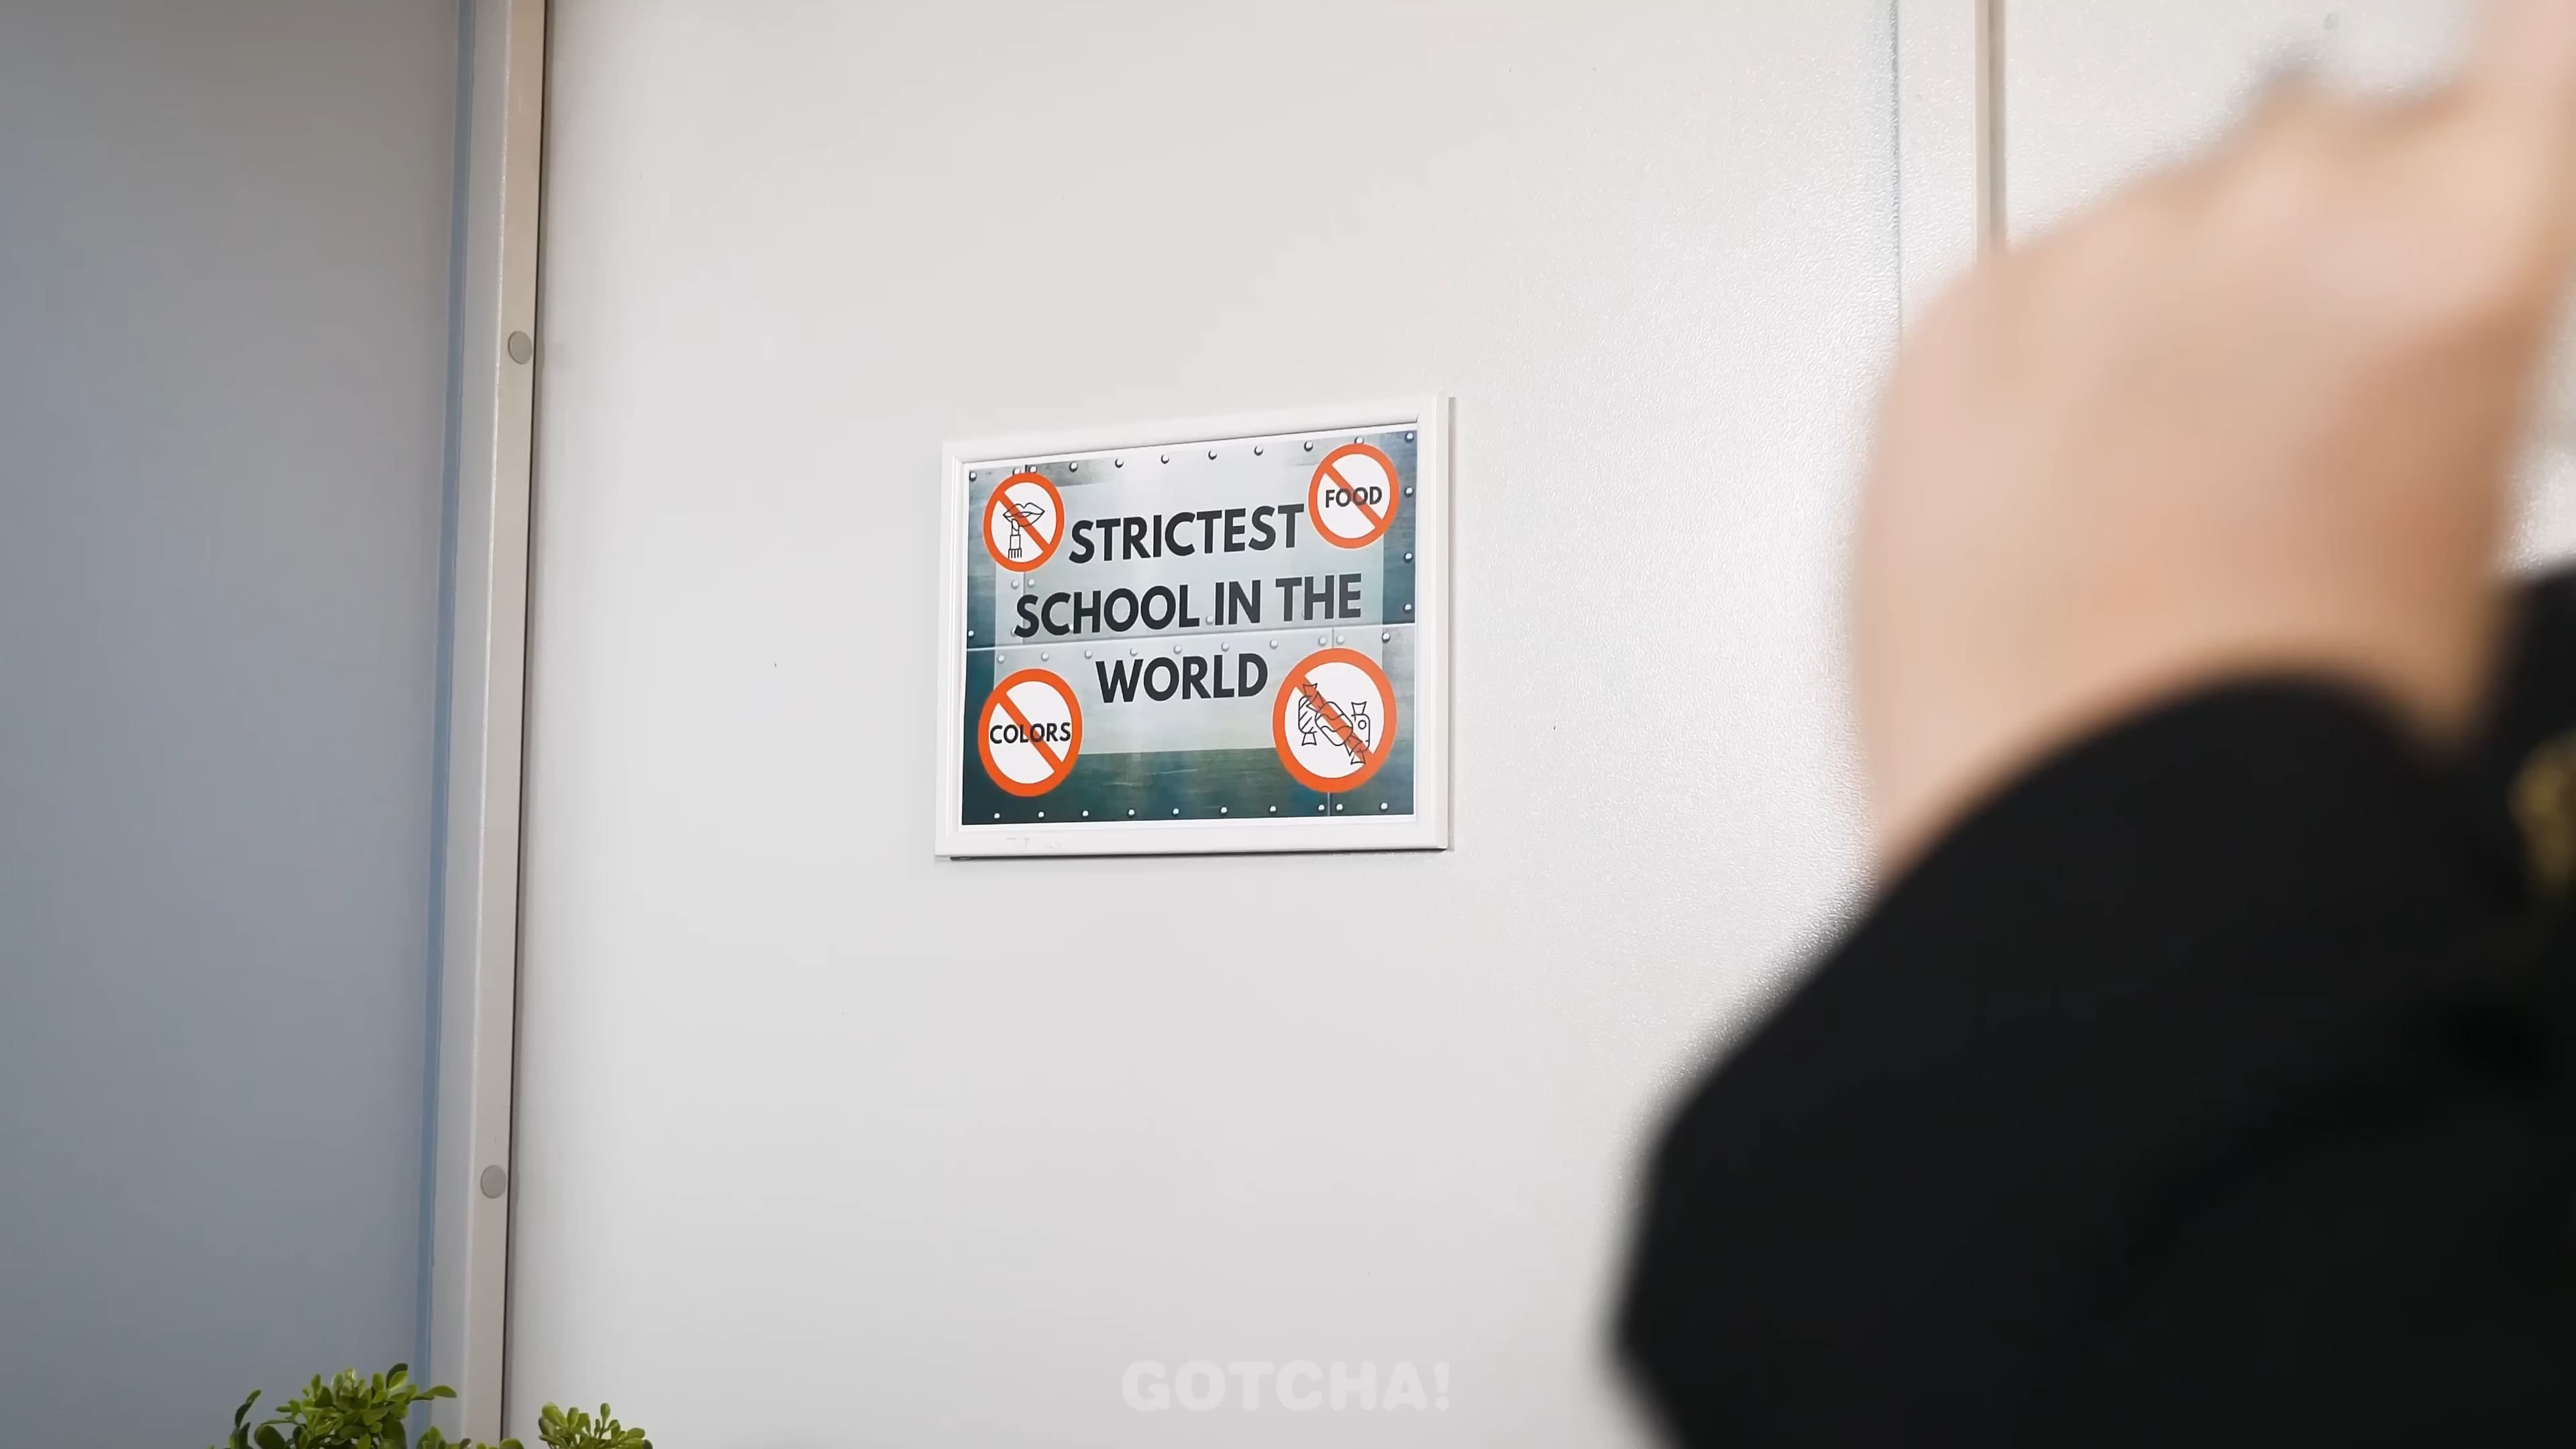 FOOD
STRICTEST
SCHOOL IN THE
WORLD
COLORS
GOTCHA!